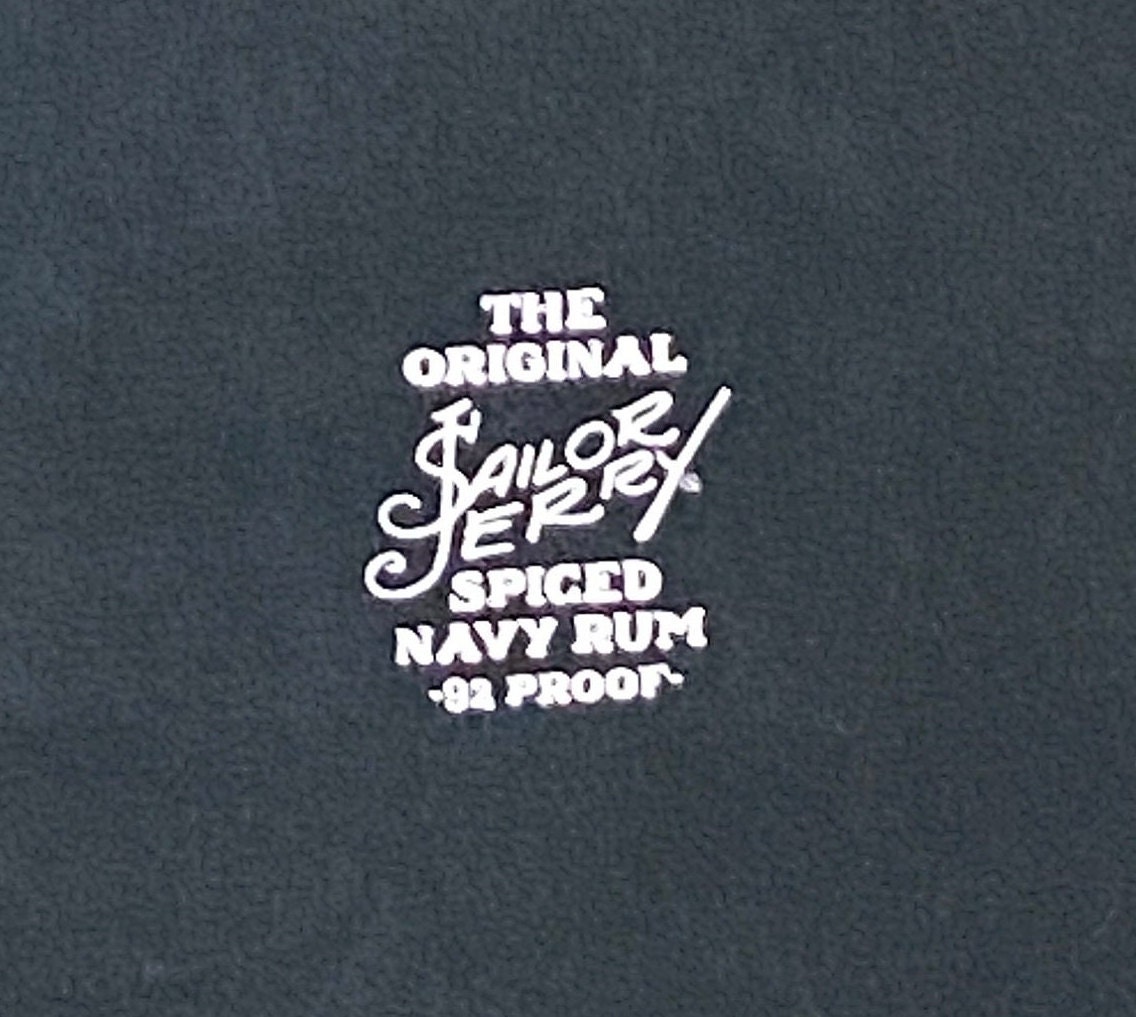 THE
ORIGINAL
SAILOR
JERRY®
SPICED
NAVY RUM
-92 PROOF-